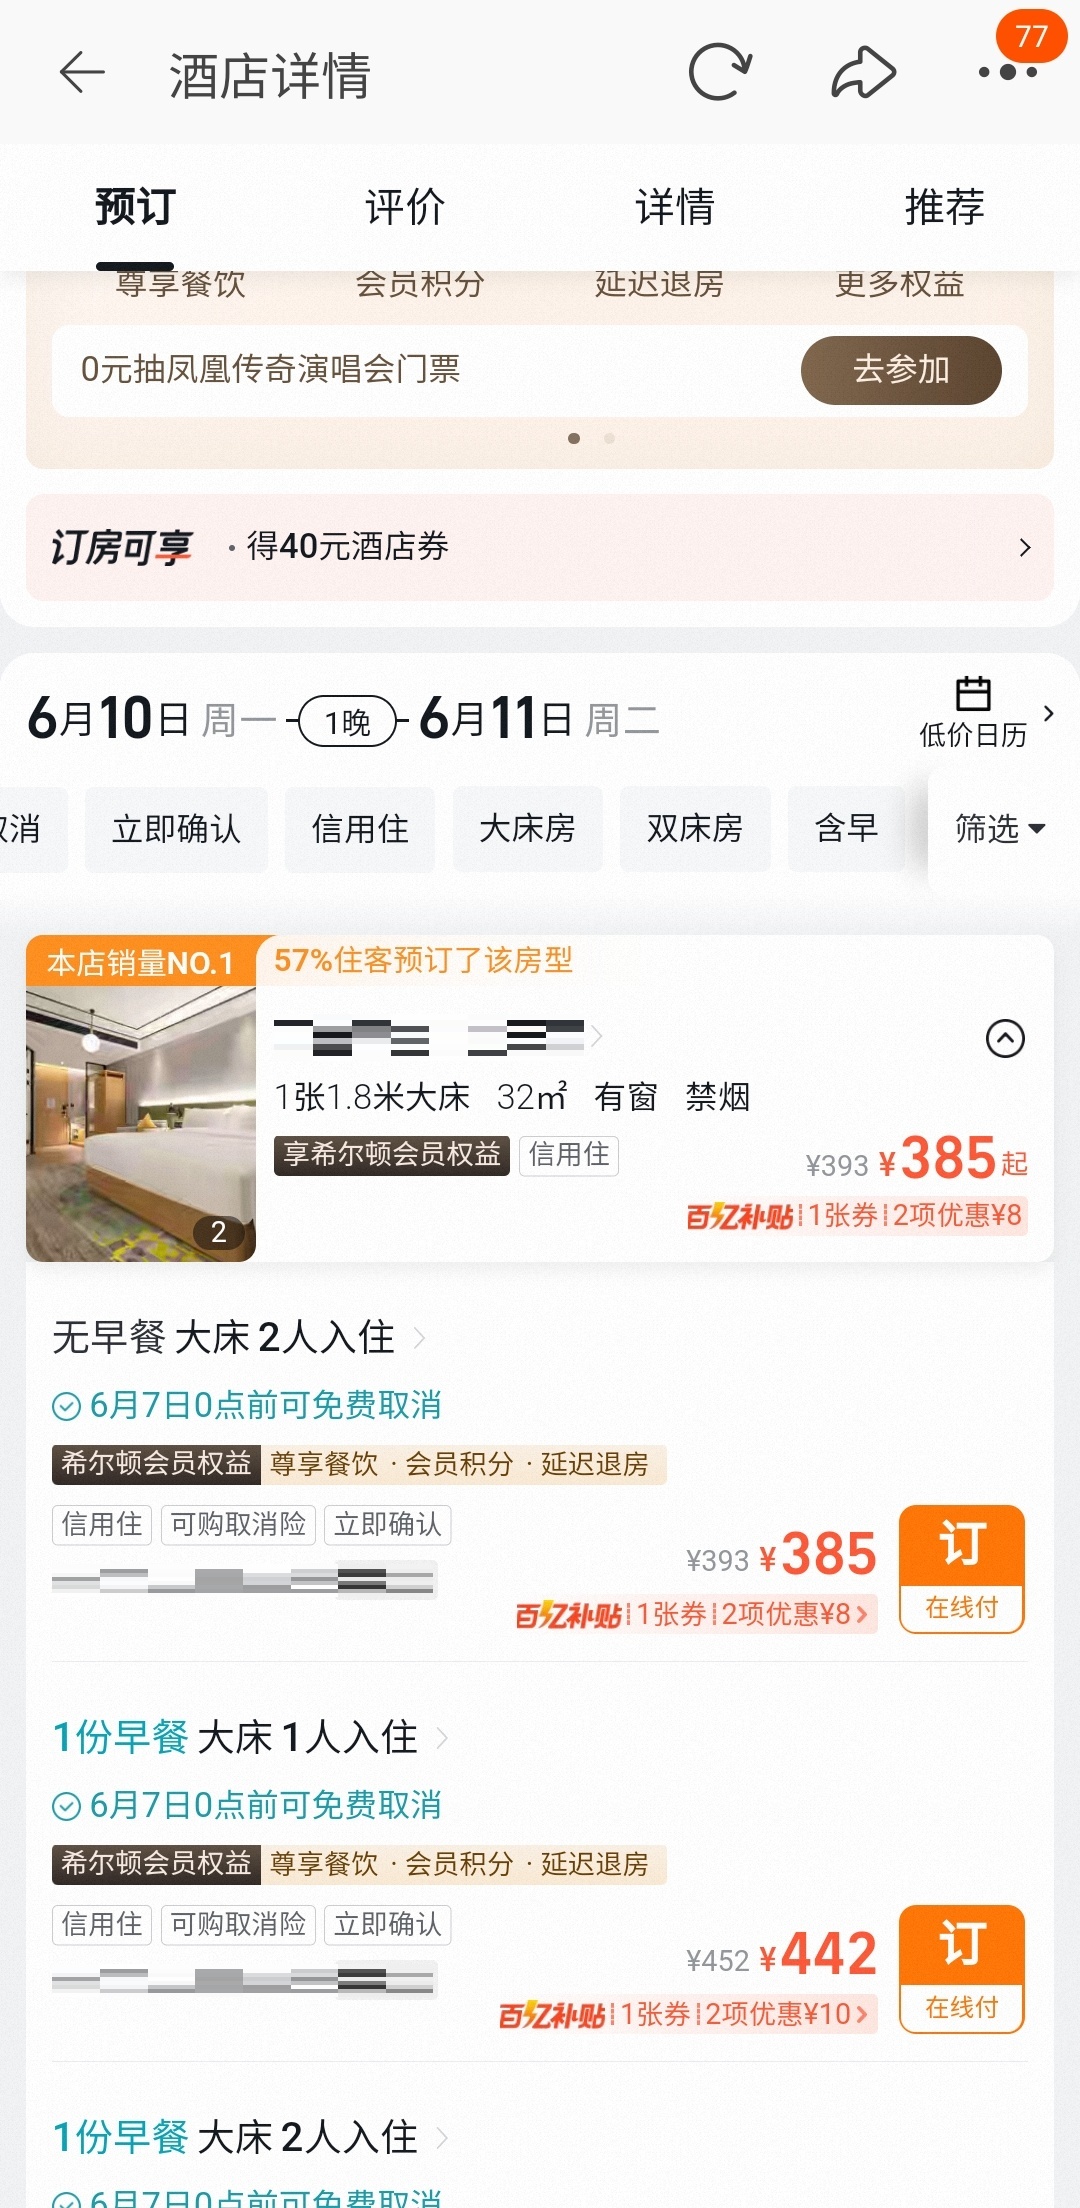 酒店详情
77
预订 评价 详情 推荐
尊享餐饮 会员积分 延迟退房 更多权益
0元抽凤凰传奇演唱会门票 去参加
订房可享 · 得40元酒店券
6月10日 周一 1晚 6月11日 周二
低价日历
取消 立即确认 信用住 大床房 双床房 含早 筛选
本店销量NO.1 57%住客预订了该房型
1张1.8米大床 32㎡ 有窗 禁烟
享希尔顿会员权益 信用住
¥393 ¥385起
百亿补贴 1张券 2项优惠¥8
2
无早餐 大床 2人入住
6月7日0点前可免费取消
希尔顿会员权益 尊享餐饮 · 会员积分 · 延迟退房
信用住 可购取消险 立即确认
¥393 ¥385
百亿补贴 1张券 2项优惠¥8
订
在线付
1份早餐 大床 1人入住
6月7日0点前可免费取消
希尔顿会员权益 尊享餐饮 · 会员积分 · 延迟退房
信用住 可购取消险 立即确认
¥452 ¥442
百亿补贴 1张券 2项优惠¥10
订
在线付
1份早餐 大床 2人入住
6月7日0点前可免费取消